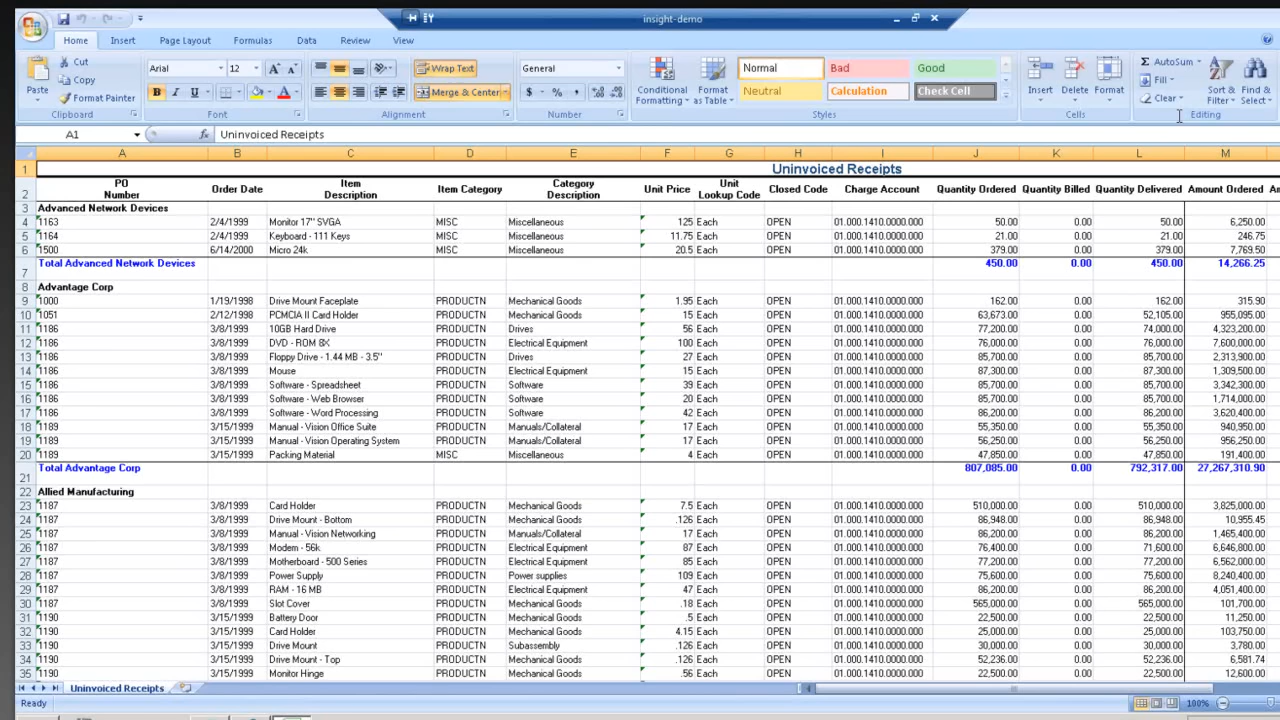 insight-demo
Home Insert Page Layout Formulas Data Review View
Paste Cut Copy Format Painter Clipboard
Arial 12 B I U A A A Font
Wrap Text Merge & Center Alignment
General $ % , Number
Conditional Formatting Format as Table Normal Bad Good Neutral Calculation Check Cell Styles
Insert Delete Format Cells
Σ AutoSum Fill Clear Sort & Filter Find & Select Editing
A1 fx Uninvoiced Receipts
A B C D E F G H I J K L M
1 Uninvoiced Receipts
2 PO Number Order Date Item Description Item Category Category Description Unit Price Unit Lookup Code Closed Code Charge Account Quantity Ordered Quantity Billed Quantity Delivered Amount Ordered
3 Advanced Network Devices
4 1163 2/4/1999 Monitor 17" SVGA MISC Miscellaneous 125 Each OPEN 01.000.1410.0000.000 50.00 0.00 50.00 6,250.00
5 1164 2/4/1999 Keyboard - 111 Keys MISC Miscellaneous 11.75 Each OPEN 01.000.1410.0000.000 21.00 0.00 21.00 246.75
6 1500 6/14/2000 Micro 24k MISC Miscellaneous 20.5 Each OPEN 01.000.1410.0000.000 379.00 0.00 379.00 7,769.50
7 Total Advanced Network Devices 450.00 0.00 450.00 14,266.25
8 Advantage Corp
9 1000 1/19/1998 Drive Mount Faceplate PRODUCTN Mechanical Goods 1.95 Each OPEN 01.000.1410.0000.000 162.00 0.00 162.00 315.90
10 1051 2/12/1998 PCMCIA II Card Holder PRODUCTN Mechanical Goods 15 Each OPEN 01.000.1410.0000.000 63,673.00 0.00 52,105.00 955,095.00
11 1186 3/8/1999 10GB Hard Drive PRODUCTN Drives 56 Each OPEN 01.000.1410.0000.000 77,200.00 0.00 74,000.00 4,323,200.00
12 1186 3/8/1999 DVD - ROM 8X PRODUCTN Electrical Equipment 100 Each OPEN 01.000.1410.0000.000 76,000.00 0.00 76,000.00 7,600,000.00
13 1186 3/8/1999 Floppy Drive - 1.44 MB - 3.5" PRODUCTN Drives 27 Each OPEN 01.000.1410.0000.000 85,700.00 0.00 85,700.00 2,313,900.00
14 1186 3/8/1999 Mouse PRODUCTN Electrical Equipment 15 Each OPEN 01.000.1410.0000.000 87,300.00 0.00 87,300.00 1,309,500.00
15 1186 3/8/1999 Software - Spreadsheet PRODUCTN Software 39 Each OPEN 01.000.1410.0000.000 85,700.00 0.00 85,700.00 3,342,300.00
16 1186 3/8/1999 Software - Web Browser PRODUCTN Software 20 Each OPEN 01.000.1410.0000.000 85,700.00 0.00 85,700.00 1,714,000.00
17 1186 3/8/1999 Software - Word Processing PRODUCTN Software 42 Each OPEN 01.000.1410.0000.000 86,200.00 0.00 86,200.00 3,620,400.00
18 1189 3/15/1999 Manual - Vision Office Suite PRODUCTN Manuals/Collateral 17 Each OPEN 01.000.1410.0000.000 55,350.00 0.00 55,350.00 940,950.00
19 1189 3/15/1999 Manual - Vision Operating System PRODUCTN Manuals/Collateral 17 Each OPEN 01.000.1410.0000.000 56,250.00 0.00 56,250.00 956,250.00
20 1189 3/15/1999 Packing Material MISC Miscellaneous 4 Each OPEN 01.000.1410.0000.000 47,850.00 0.00 47,850.00 191,400.00
21 Total Advantage Corp 807,085.00 0.00 792,317.00 27,267,310.90
22 Allied Manufacturing
23 1187 3/8/1999 Card Holder PRODUCTN Mechanical Goods 7.5 Each OPEN 01.000.1410.0000.000 510,000.00 0.00 510,000.00 3,825,000.00
24 1187 3/8/1999 Drive Mount - Bottom PRODUCTN Mechanical Goods .126 Each OPEN 01.000.1410.0000.000 86,948.00 0.00 86,948.00 10,955.45
25 1187 3/8/1999 Manual - Vision Networking PRODUCTN Manuals/Collateral 17 Each OPEN 01.000.1410.0000.000 86,200.00 0.00 86,200.00 1,465,400.00
26 1187 3/8/1999 Modem - 56k PRODUCTN Electrical Equipment 87 Each OPEN 01.000.1410.0000.000 76,400.00 0.00 71,600.00 6,646,800.00
27 1187 3/8/1999 Motherboard - 500 Series PRODUCTN Electrical Equipment 85 Each OPEN 01.000.1410.0000.000 77,200.00 0.00 77,200.00 6,562,000.00
28 1187 3/8/1999 Power Supply PRODUCTN Power supplies 109 Each OPEN 01.000.1410.0000.000 75,600.00 0.00 75,600.00 8,240,400.00
29 1187 3/8/1999 RAM - 16 MB PRODUCTN Electrical Equipment 47 Each OPEN 01.000.1410.0000.000 86,200.00 0.00 86,200.00 4,051,400.00
30 1187 3/8/1999 Slot Cover PRODUCTN Mechanical Goods .18 Each OPEN 01.000.1410.0000.000 565,000.00 0.00 565,000.00 101,700.00
31 1190 3/15/1999 Battery Door PRODUCTN Mechanical Goods .5 Each OPEN 01.000.1410.0000.000 22,500.00 0.00 22,500.00 11,250.00
32 1190 3/15/1999 Card Holder PRODUCTN Mechanical Goods 4.15 Each OPEN 01.000.1410.0000.000 25,000.00 0.00 25,000.00 103,750.00
33 1190 3/15/1999 Drive Mount PRODUCTN Subassembly .126 Each OPEN 01.000.1410.0000.000 30,000.00 0.00 30,000.00 3,780.00
34 1190 3/15/1999 Drive Mount - Top PRODUCTN Mechanical Goods .126 Each OPEN 01.000.1410.0000.000 52,236.00 0.00 52,236.00 6,581.74
35 1190 3/15/1999 Monitor Hinge PRODUCTN Mechanical Goods .56 Each OPEN 01.000.1410.0000.000 22,500.00 0.00 22,500.00 12,600.00
Uninvoiced Receipts
Ready 100%